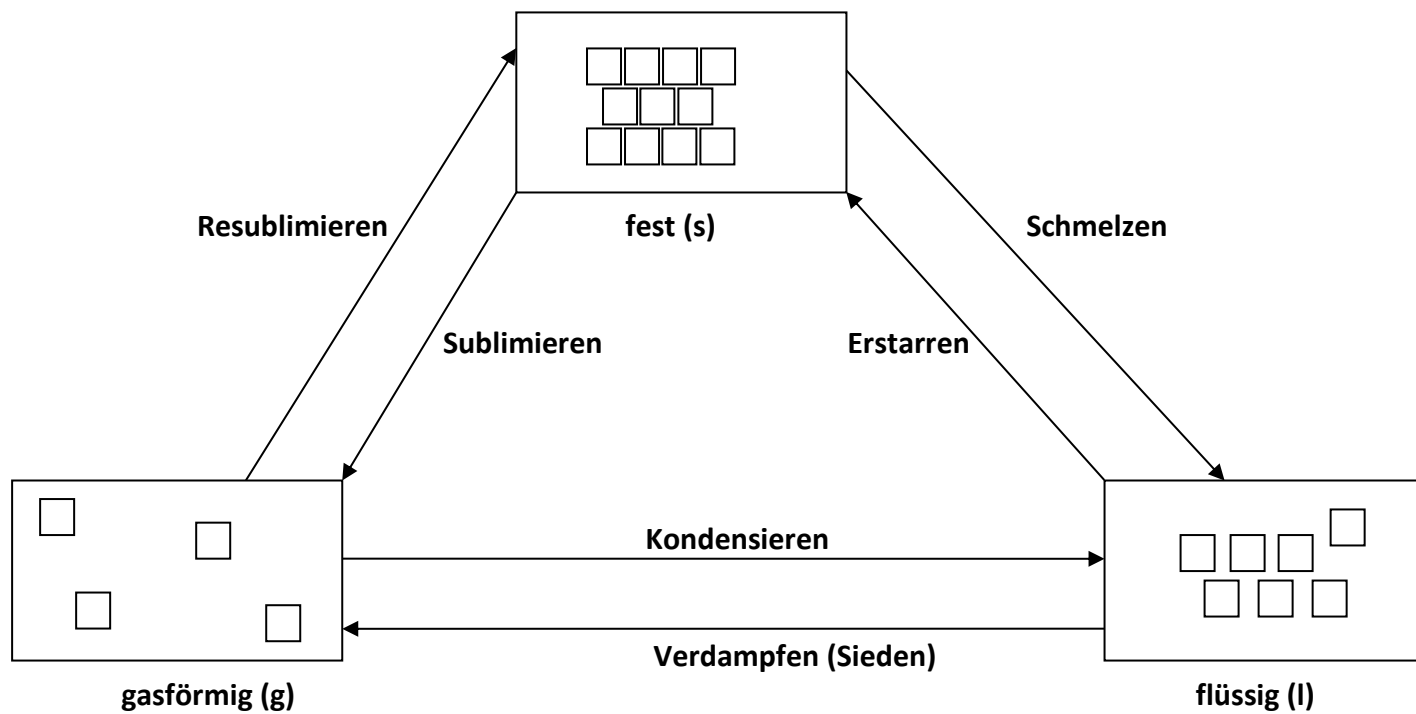 Resublimieren
fest (s)
Schmelzen
Sublimieren
Erstarren
Kondensieren
Verdampfen (Sieden)
gasförmig (g)
flüssig (l)